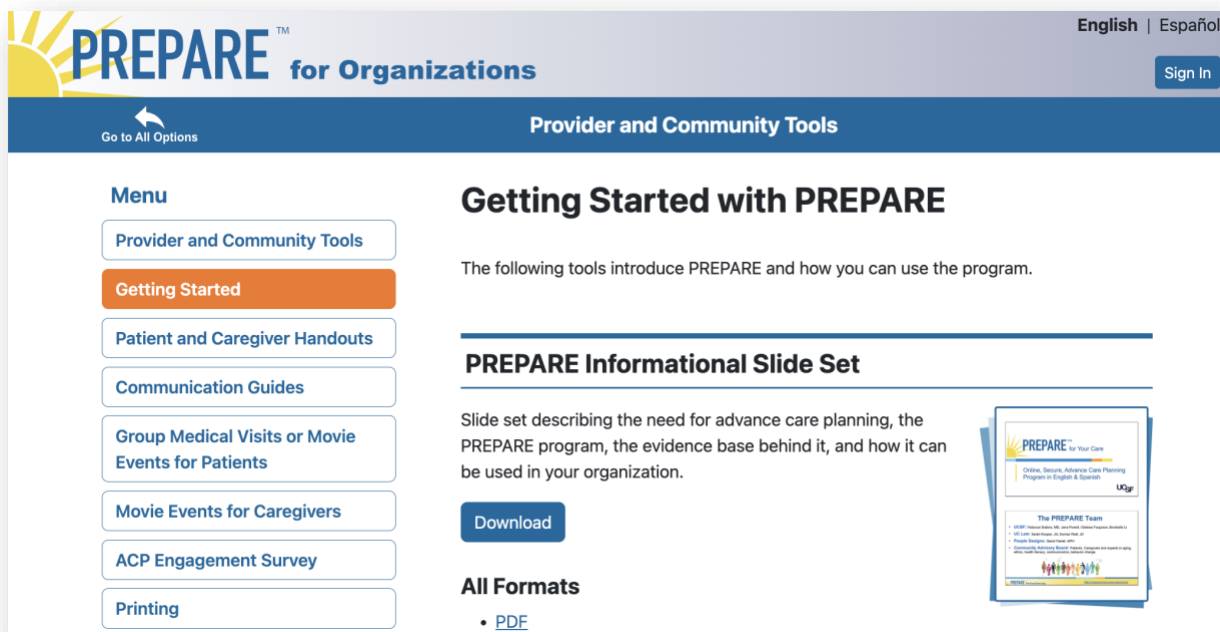 PREPARE™ for Organizations
English | Español
Sign In
Go to All Options
Provider and Community Tools
Menu
Provider and Community Tools
Getting Started
Patient and Caregiver Handouts
Communication Guides
Group Medical Visits or Movie
Events for Patients
Movie Events for Caregivers
ACP Engagement Survey
Printing
Getting Started with PREPARE
The following tools introduce PREPARE and how you can use the program.
PREPARE Informational Slide Set
Slide set describing the need for advance care planning, the
PREPARE program, the evidence base behind it, and how it can
be used in your organization.
Download
All Formats
• PDF
PREPARE™ for Your Care
Online, Secure, Advance Care Planning
Program in English & Spanish
UCSF
The PREPARE Team